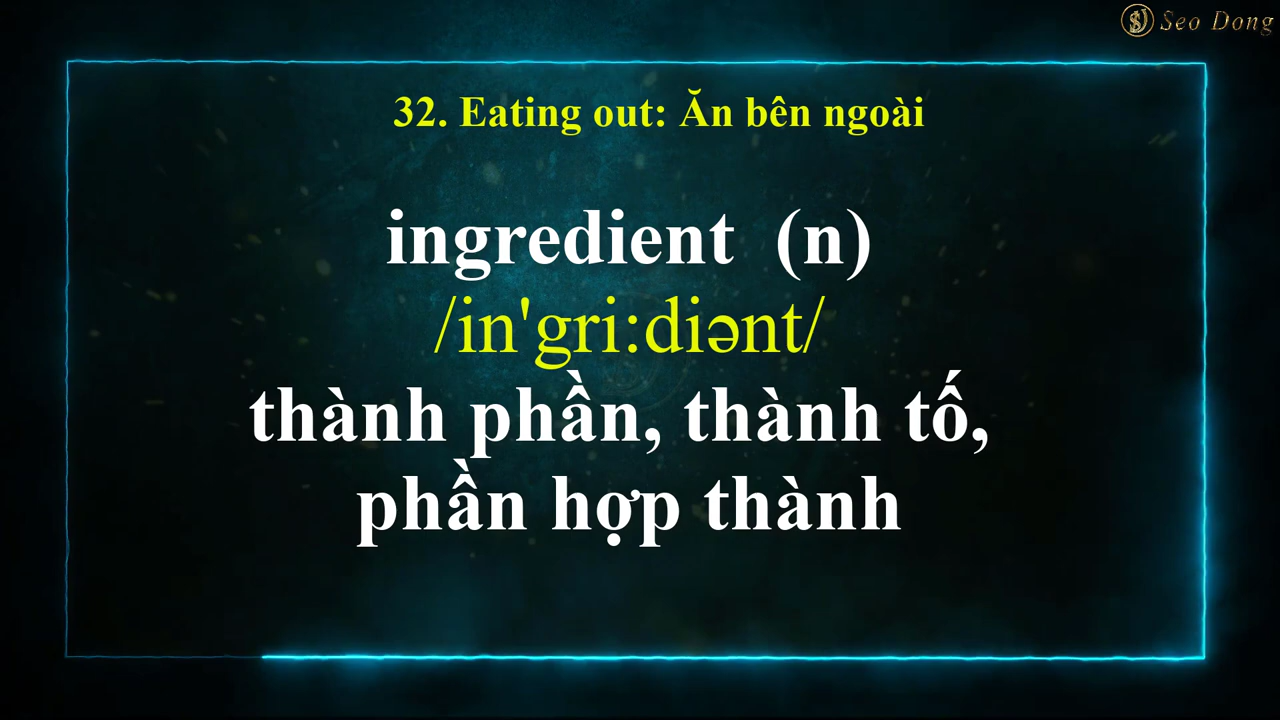 Seo Dong
32. Eating out: Ăn bên ngoài
ingredient (n)
/in'gri:diənt/
thành phần, thành tố,
phần hợp thành